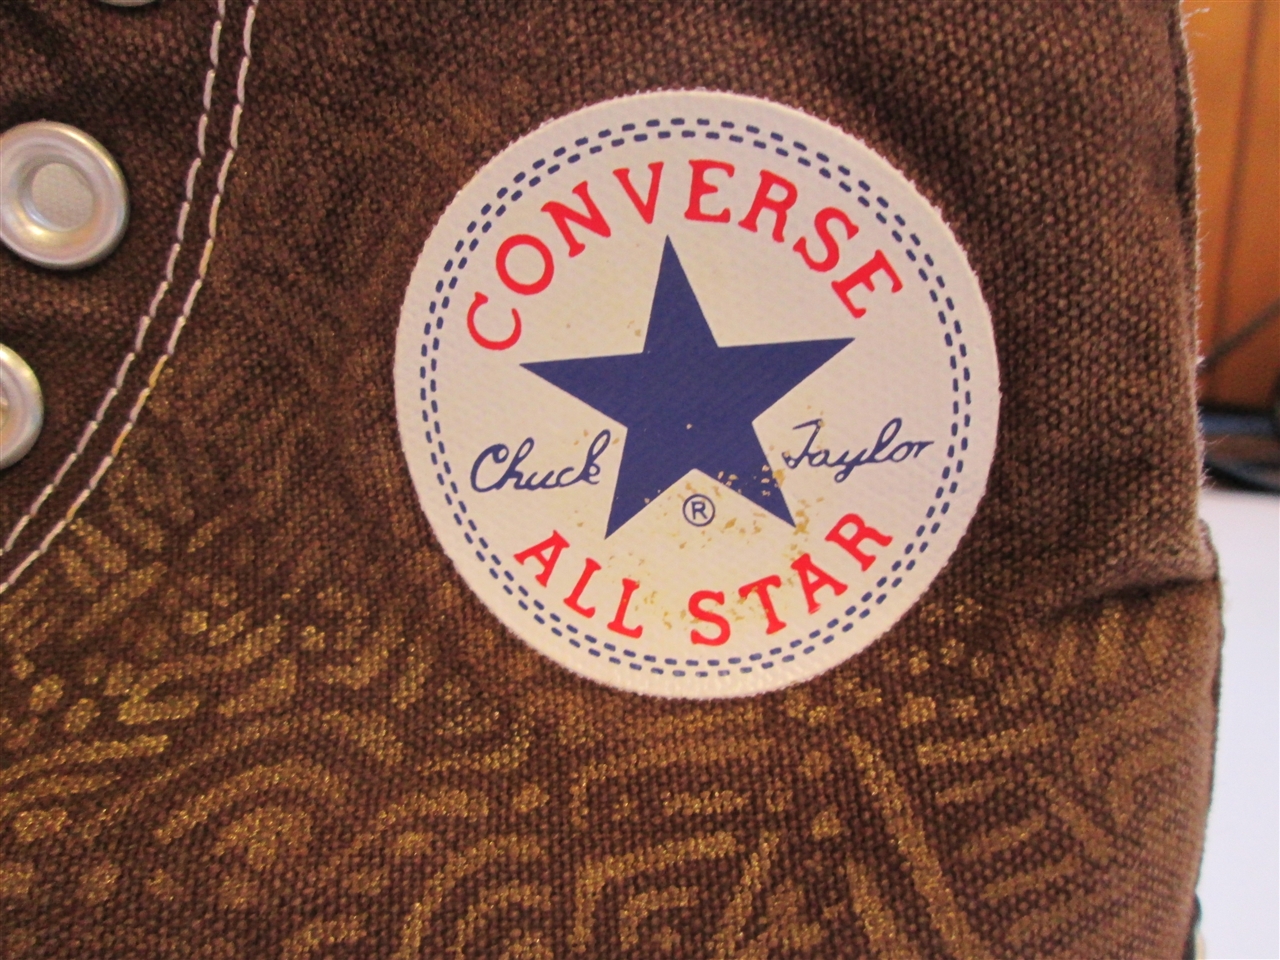 CONVERSE
Chuck Taylor
®
ALL STAR